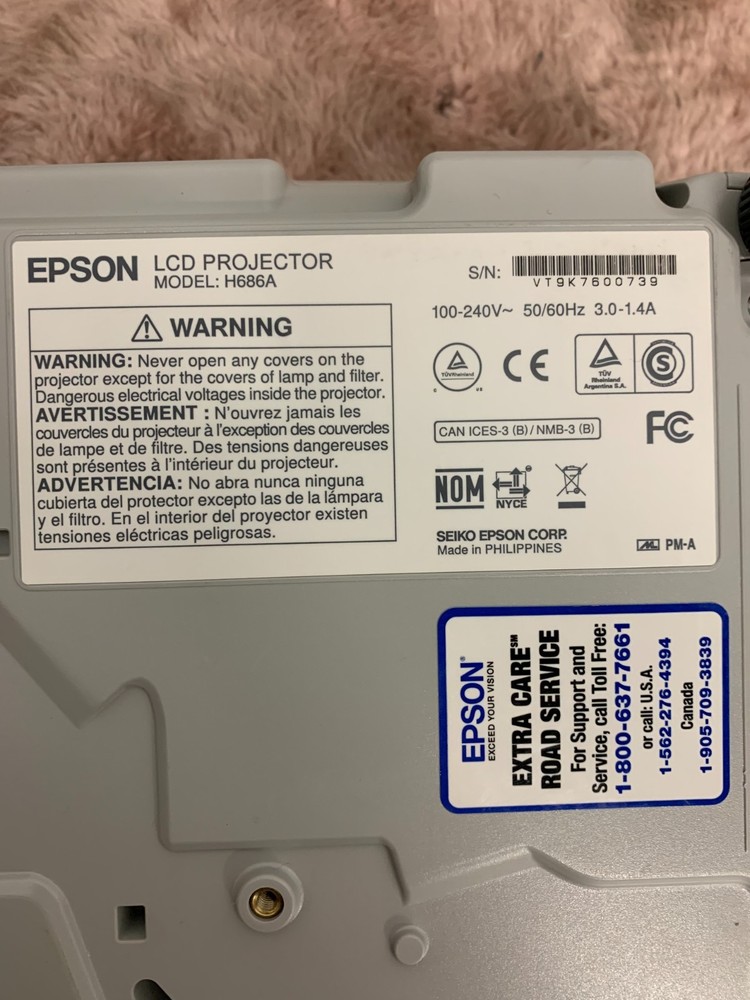 EPSON LCD PROJECTOR
MODEL: H686A
WARNING
WARNING: Never open any covers on the
projector except for the covers of lamp and filter.
Dangerous electrical voltages inside the projector.
AVERTISSEMENT : N'ouvrez jamais les
couvercles du projecteur à l'exception des couvercles
de lampe et de filtre. Des tensions dangereuses
sont présentes à l'intérieur du projecteur.
ADVERTENCIA: No abra nunca ninguna
cubierta del protector excepto las de la lámpara
y el filtro. En el interior del proyector existen
tensiones eléctricas peligrosas.
S/N:
VT9K7600739
100-240V~ 50/60Hz 3.0-1.4A
TÜVRheinland
C US
CE
TÜV
Rheinland
Argentina S.A.
S
CAN ICES-3 (B) / NMB-3 (B)
FC
NOM
NYCE
SEIKO EPSON CORP.
Made in PHILIPPINES
PM-A
EPSON®
EXCEED YOUR VISION
EXTRA CARE℠
ROAD SERVICE
For Support and
Service, call Toll Free:
1-800-637-7661
or call: U.S.A.
1-562-276-4394
Canada
1-905-709-3839